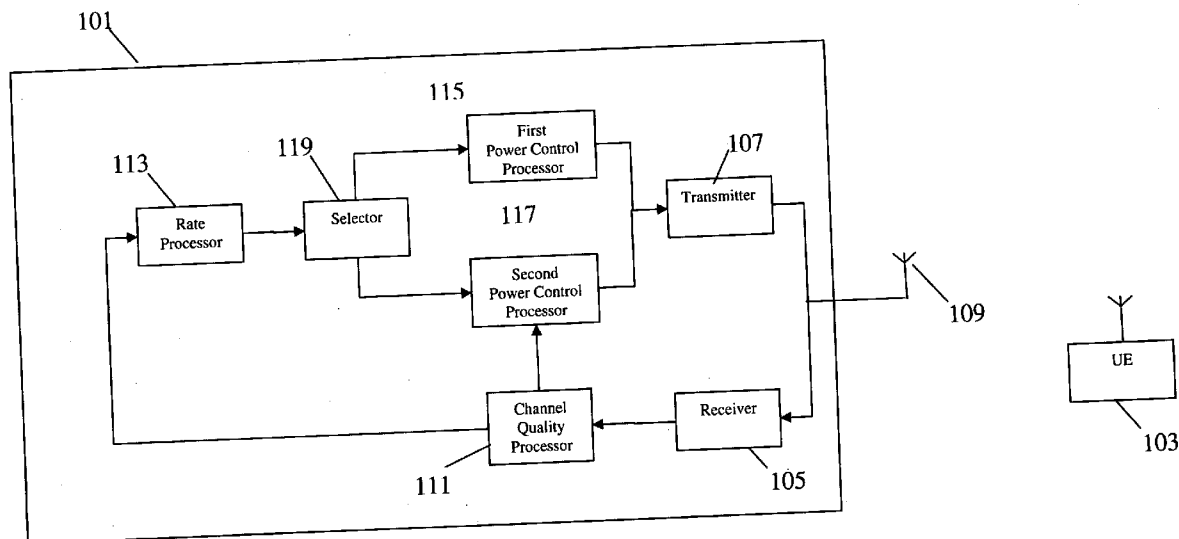 101
115
First
Power Control
Processor
107
Transmitter
119
Selector
113
Rate
Processor
117
Second
Power Control
Processor
109
UE
103
Channel
Quality
Processor
111
Receiver
105